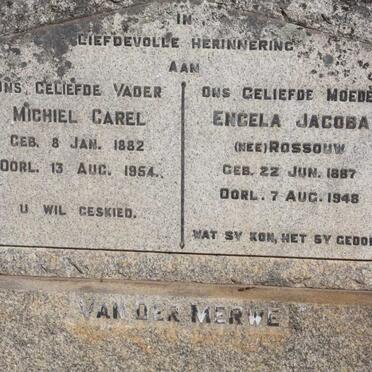 IN
LIEFDEVOLLE HERINNERING
AAN
ONS GELIEFDE VADER
MICHIEL CAREL
GEB. 8 JAN. 1882
OORL. 13 AUG. 1954.
U WIL GESKIED.
ONS GELIEFDE MOEDE
ENGELA JACOBA
(NEE) ROSSOUW
GEB. 22 JUN. 1887
OORL. 7 AUG. 1948
WAT SY KON, HET SY GEDOE
VAN DER MERWE